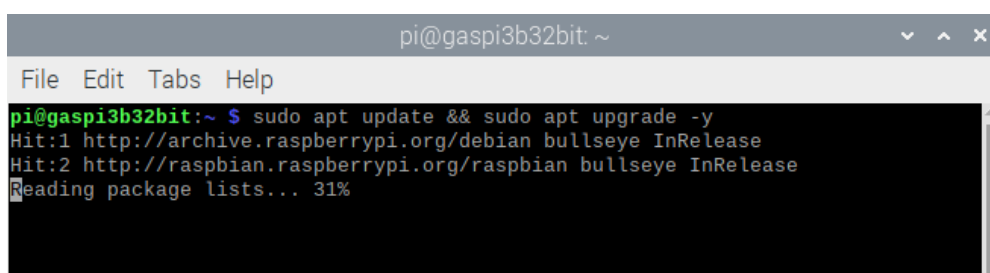 pi@gaspi3b32bit: ~
File Edit Tabs Help
pi@gaspi3b32bit:~ $ sudo apt update && sudo apt upgrade -y
Hit:1 http://archive.raspberrypi.org/debian bullseye InRelease
Hit:2 http://raspbian.raspberrypi.org/raspbian bullseye InRelease
Reading package lists... 31%